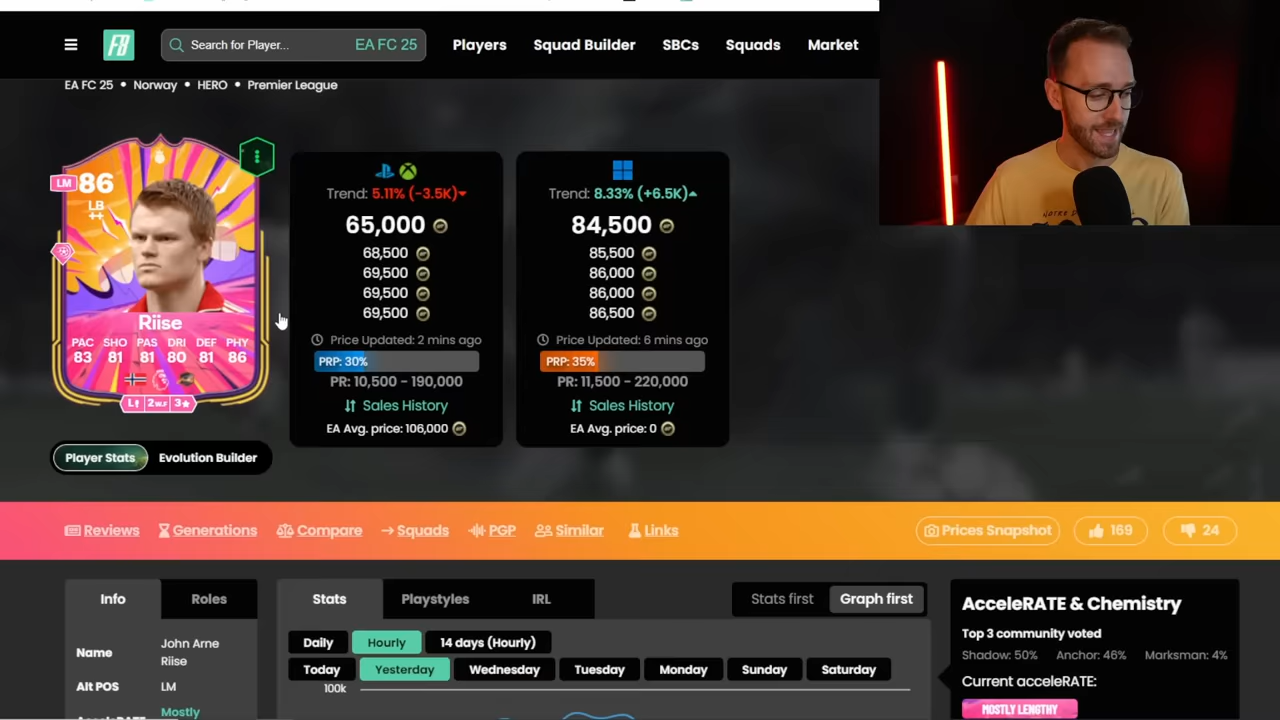 Search for Player...
EA FC 25
Players
Squad Builder
SBCs
Squads
Market
EA FC 25 • Norway • HERO • Premier League
LM
86
LB
++
Riise
PAC SHO PAS DRI DEF PHY
83 81 81 80 81 86
2 W.F
3★
Trend: 5.11% (-3.5K)
65,000
68,500
69,500
69,500
69,500
Price Updated: 2 mins ago
PRP: 30%
PR: 10,500 - 190,000
Sales History
EA Avg. price: 106,000
Trend: 8.33% (+6.5K)
84,500
85,500
86,000
86,000
86,500
Price Updated: 6 mins ago
PRP: 35%
PR: 11,500 - 220,000
Sales History
EA Avg. price: 0
Player Stats
Evolution Builder
Reviews
Generations
Compare
Squads
PGP
Similar
Links
Prices Snapshot
169
24
Info
Roles
Name
John Arne
Riise
Alt POS
LM
Mostly
Stats
Playstyles
IRL
Stats first
Graph first
Daily
Hourly
14 days (Hourly)
Today
Yesterday
Wednesday
Tuesday
Monday
Sunday
Saturday
100k
AcceleRATE & Chemistry
Top 3 community voted
Shadow: 50% Anchor: 46% Marksman: 4%
Current acceleRATE:
MOSTLY LENGTHY